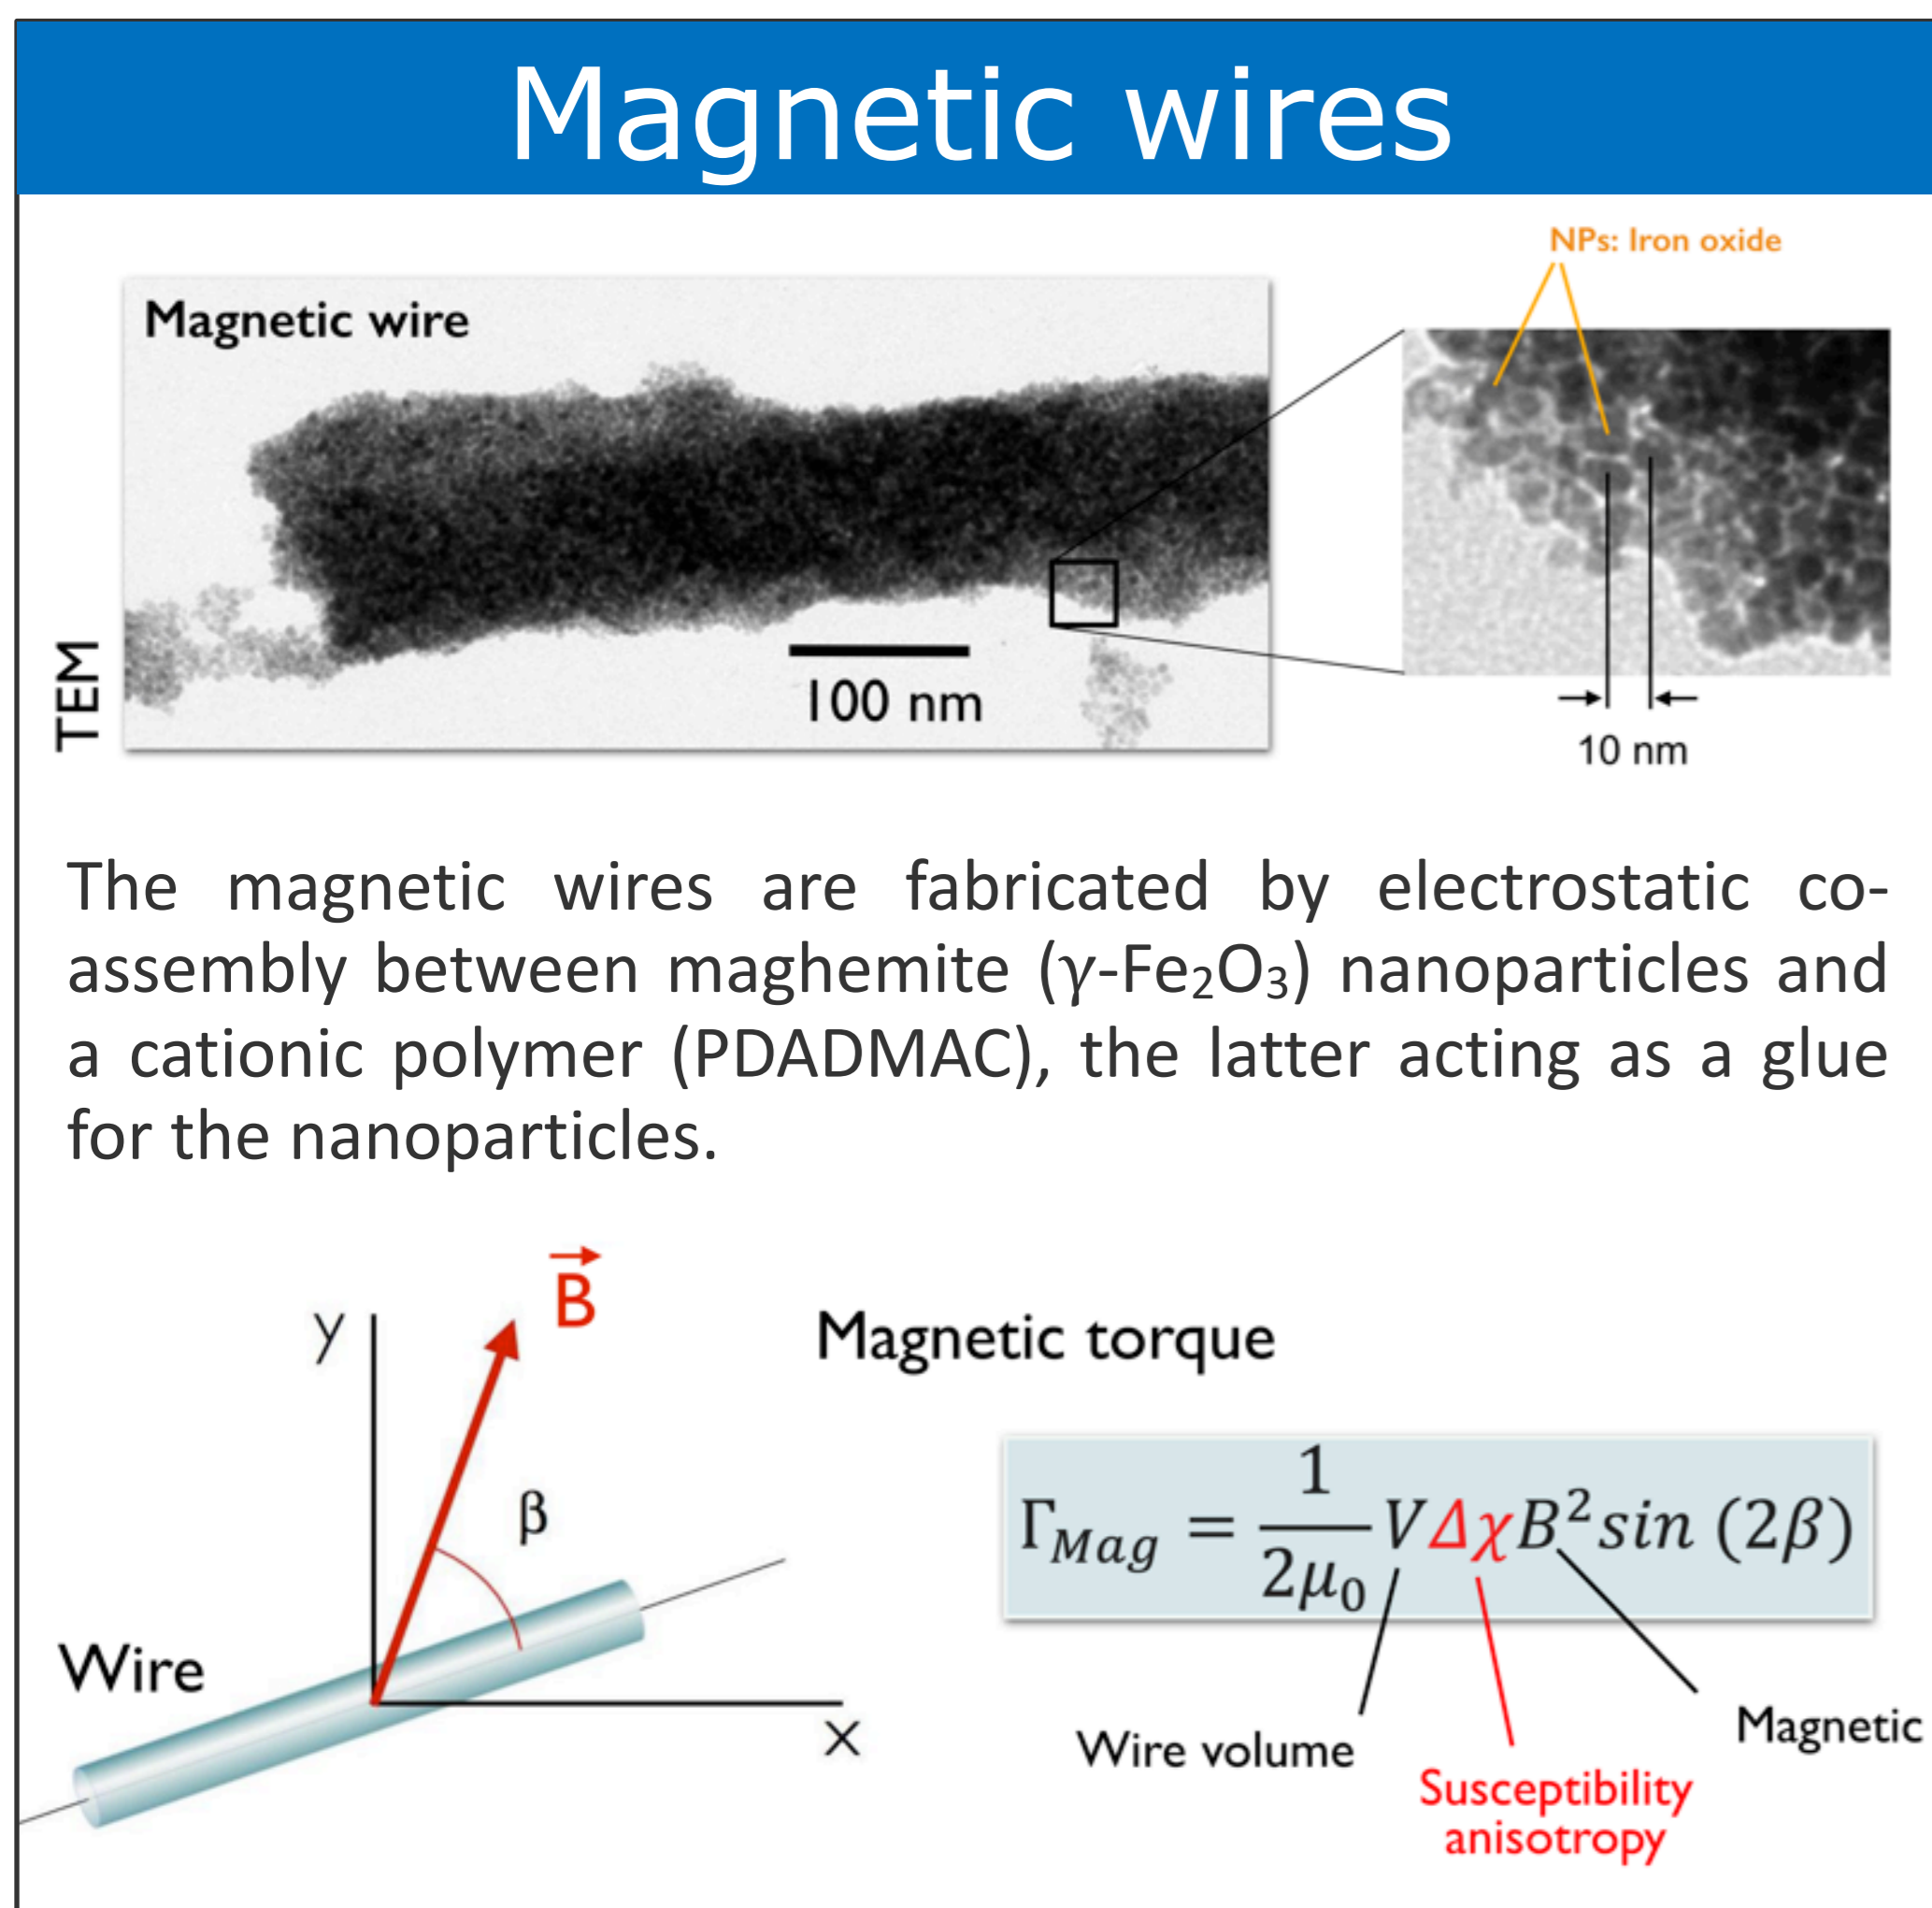 Magnetic wires
NPs: Iron oxide
Magnetic wire
TEM
100 nm
10 nm
The magnetic wires are fabricated by electrostatic co-
assembly between maghemite (γ-Fe₂O₃) nanoparticles and
a cationic polymer (PDADMAC), the latter acting as a glue
for the nanoparticles.
B⃗
y
β
Wire
x
Magnetic torque
Γ_Mag = 1/(2μ₀) VΔχB² sin (2β)
Wire volume
Susceptibility
anisotropy
Magnetic